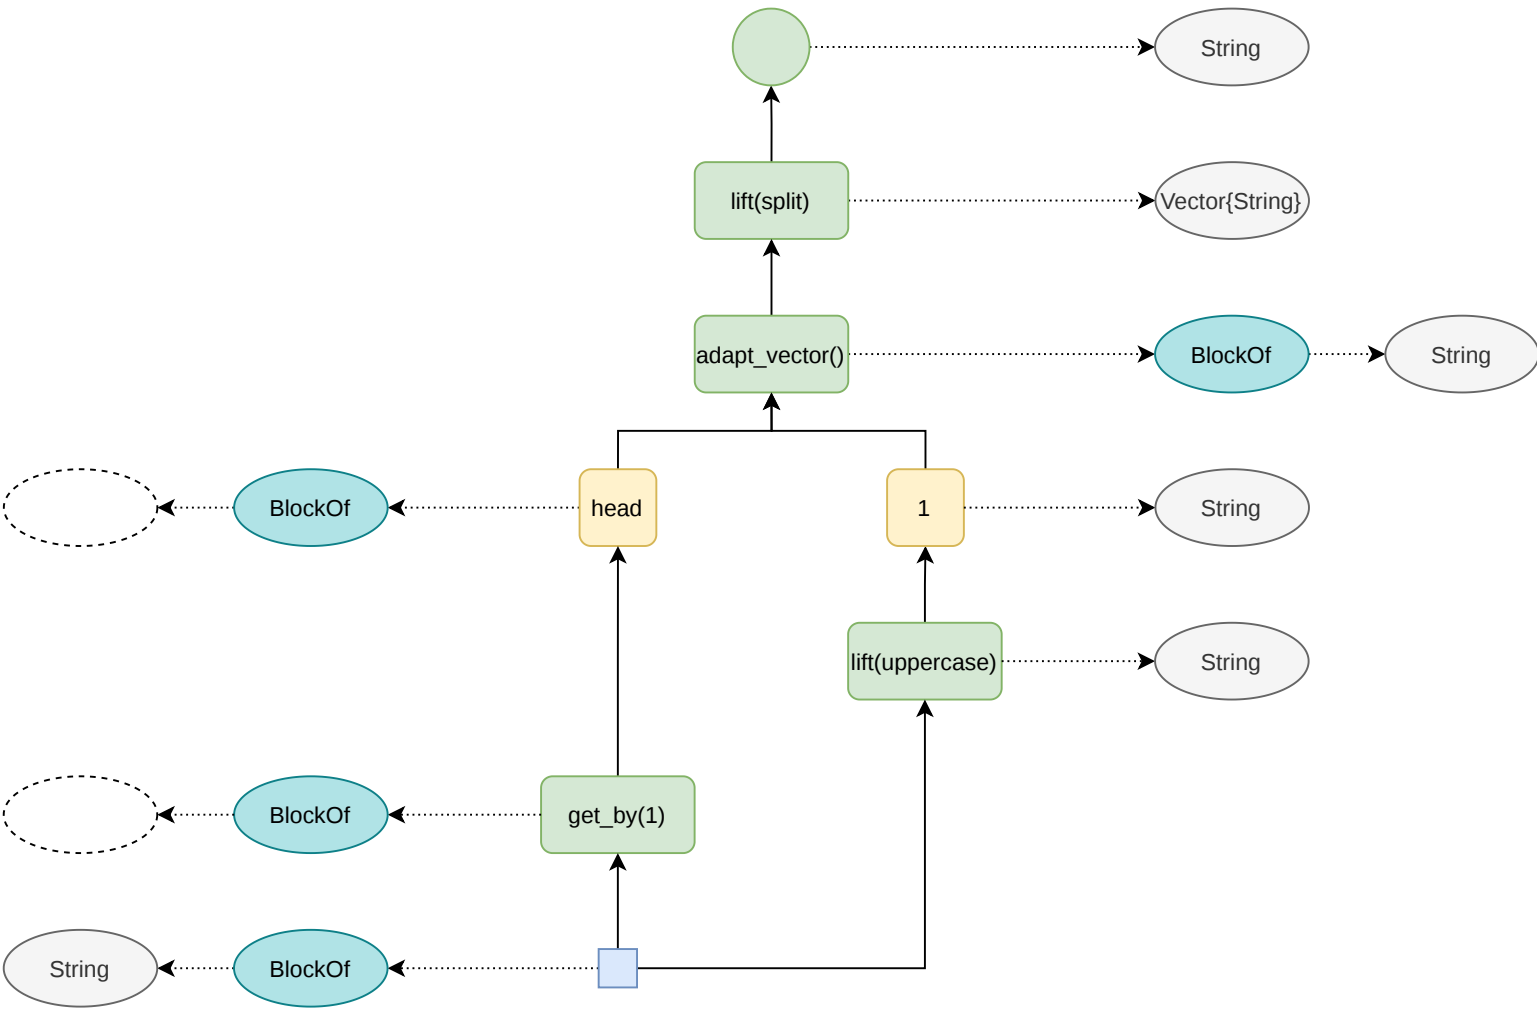 String
lift(split)
Vector{String}
adapt_vector()
BlockOf
String
BlockOf
head
1
String
lift(uppercase)
String
BlockOf
get_by(1)
String
BlockOf